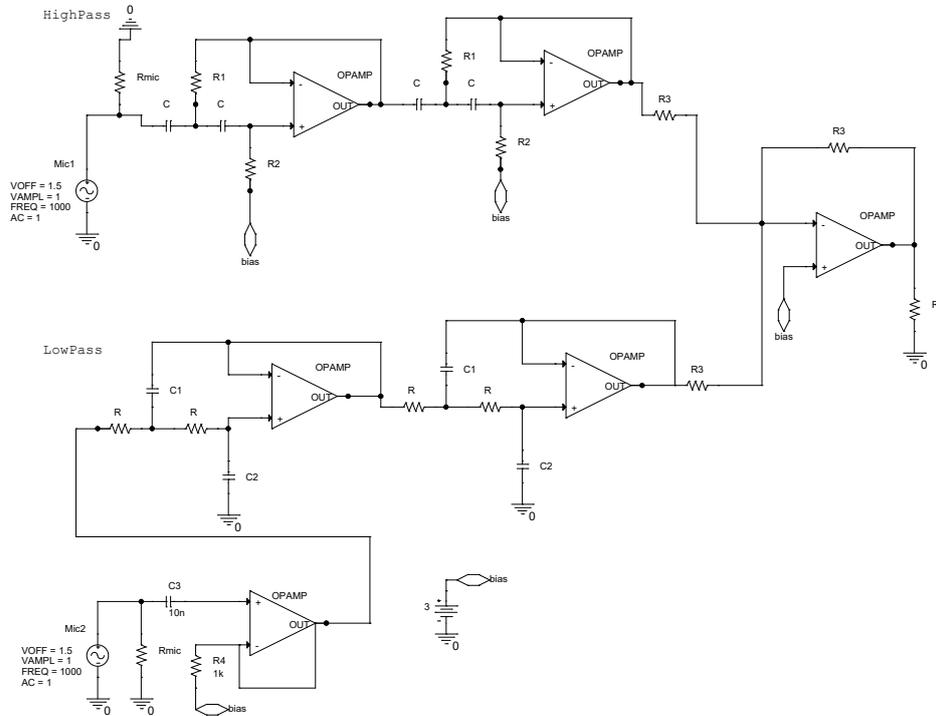 HighPass
0
Rmic
R1
C
C
OPAMP
-
+
OUT
R2
bias
R1
C
C
OPAMP
-
+
OUT
R2
bias
R3
Mic1
VOFF = 1.5
VAMPL = 1
FREQ = 1000
AC = 1
+
-
0
R3
OPAMP
-
+
OUT
bias
R
0
LowPass
C1
R
R
OPAMP
-
+
OUT
C2
0
C1
R
R
OPAMP
-
+
OUT
R3
C2
0
C3
10n
Mic2
VOFF = 1.5
VAMPL = 1
FREQ = 1000
AC = 1
+
-
0
Rmic
0
OPAMP
+
-
OUT
R4
1k
bias
bias
3
+
-
0